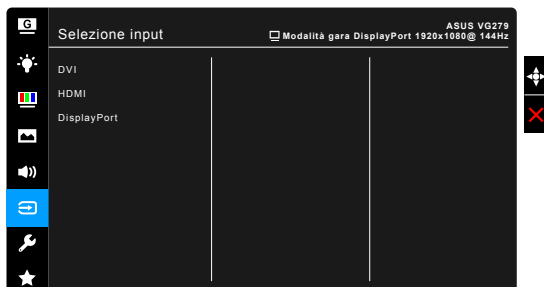 G
Selezione input
ASUS VG279
Modalità gara DisplayPort 1920x1080@ 144Hz
DVI
HDMI
DisplayPort